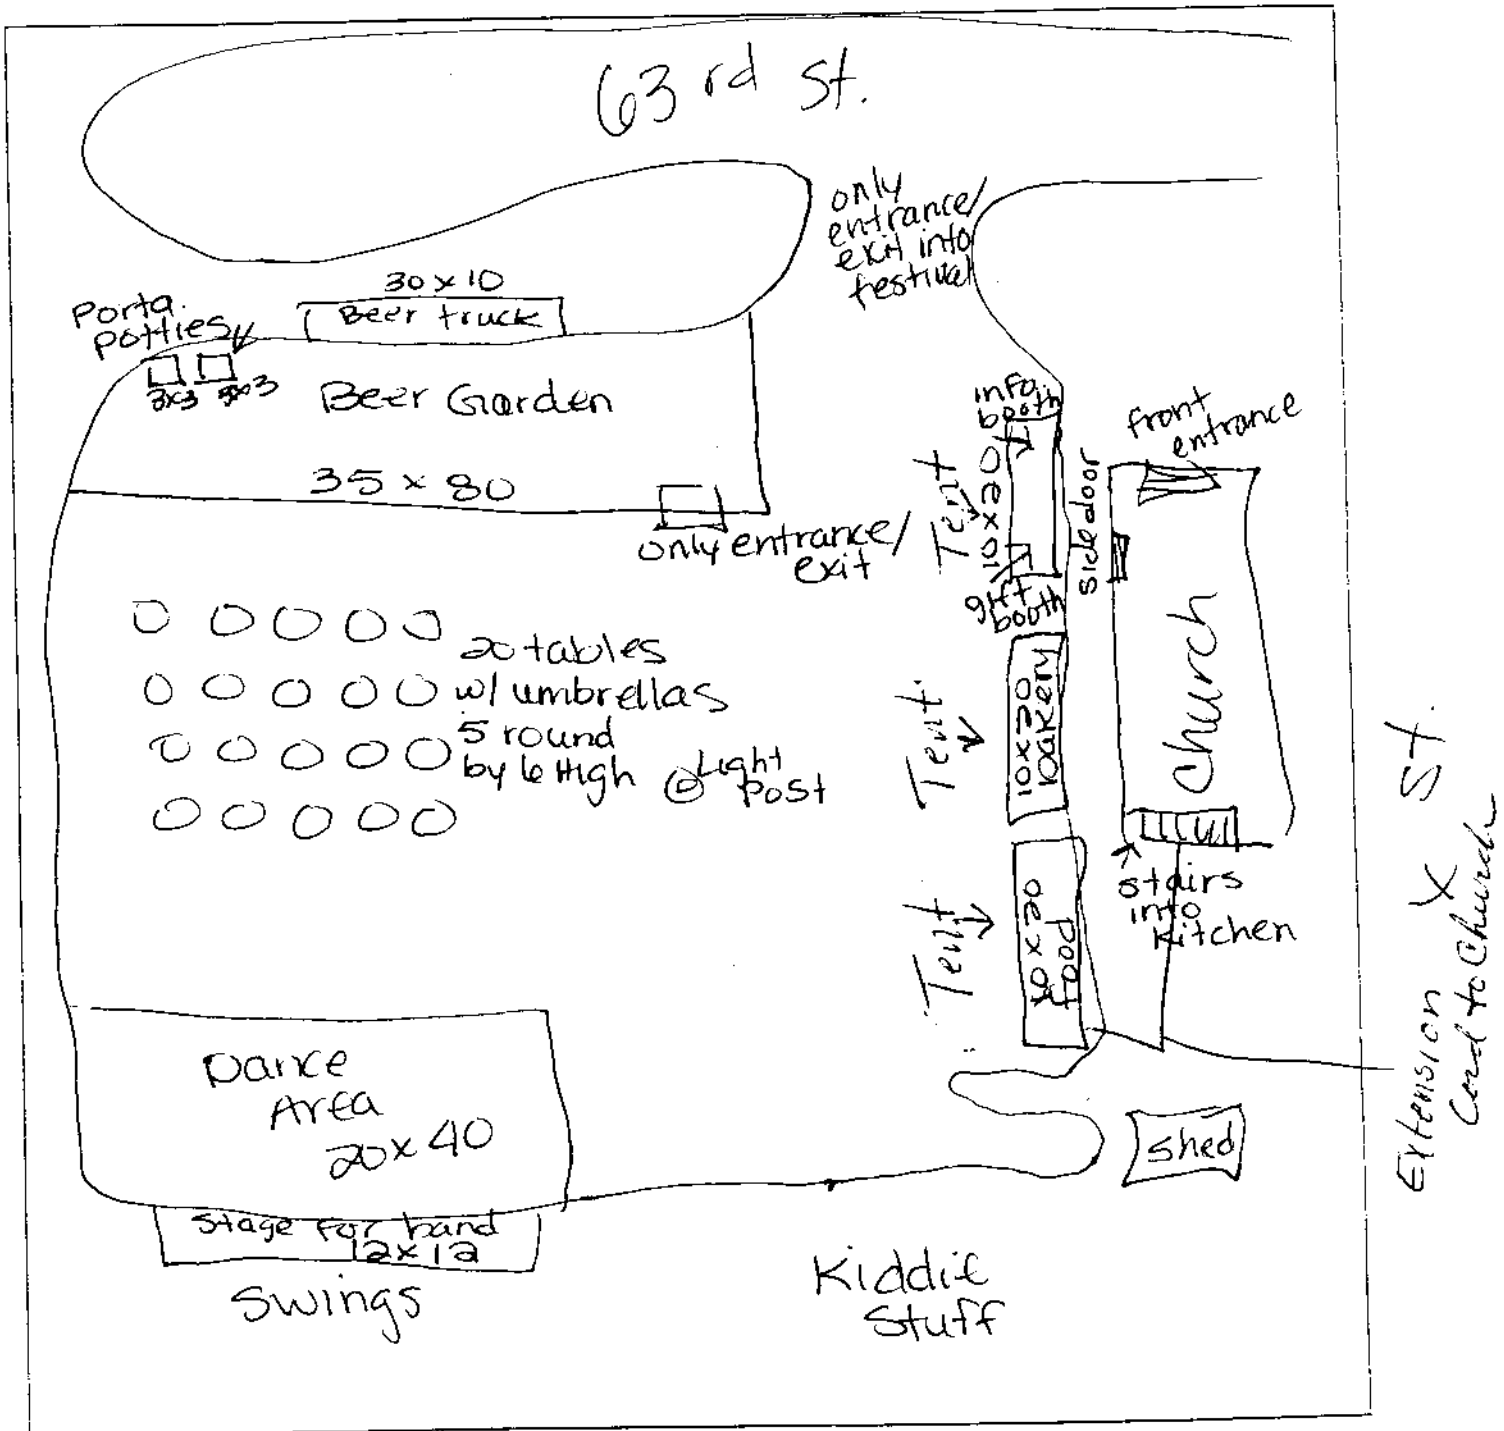 63rd St.
only
entrance/
exit into
festival
30 x 10
Beer truck
Porta
potties
3x3
3x3
Beer Garden
35 x 80
only entrance/
exit
info
booth
Tent
10x20
gift
booth
side door
front
entrance
Church
20 tables
w/ umbrellas
5 round
by 6 High
Light
Post
Tent
10x20
bakery
Tent
10x20
food
stairs
into
kitchen
X St.
Extension
Cord to Church
Dance
Area
20x40
Stage for band
12x12
Swings
Kiddie
Stuff
Shed